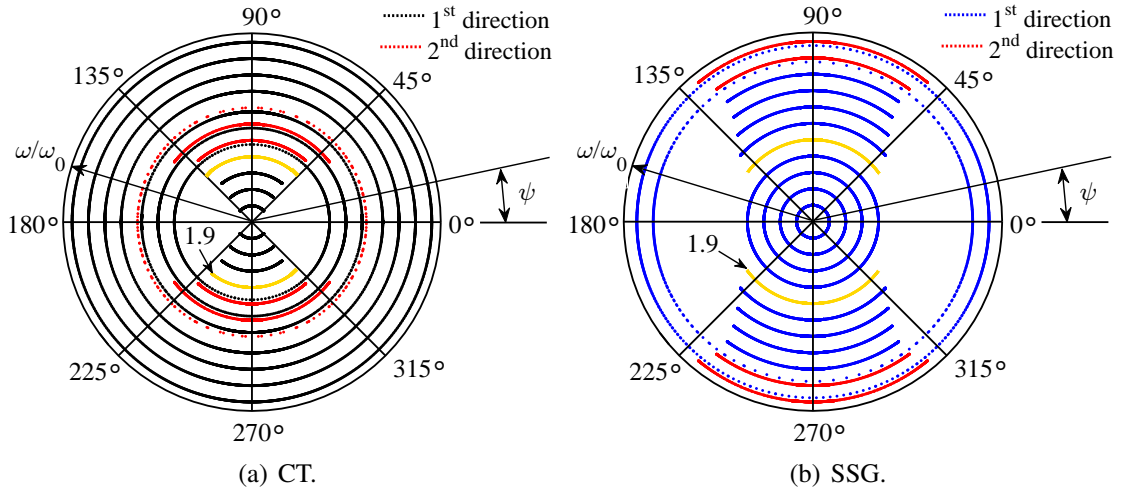 90°
1st direction
2nd direction
135°
45°
ω/ω0
ψ
180°
0°
1.9
225°
315°
270°
(a) CT.
90°
1st direction
2nd direction
135°
45°
ω/ω0
ψ
180°
0°
1.9
225°
315°
270°
(b) SSG.